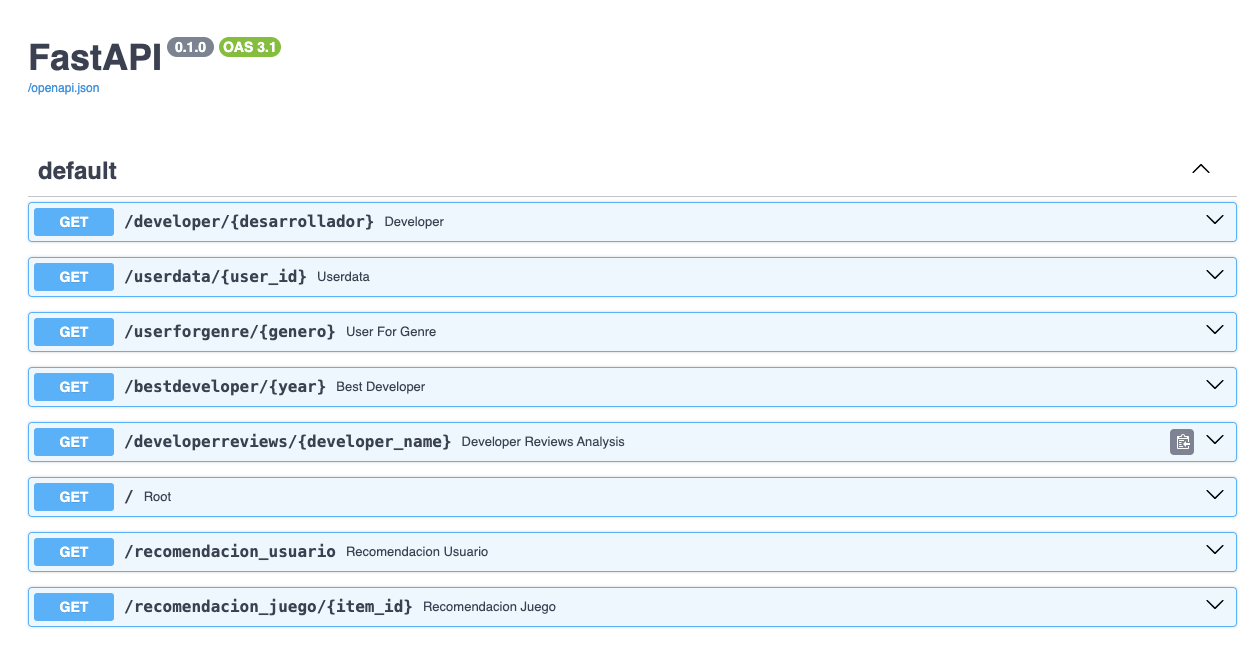 FastAPI 0.1.0 OAS 3.1
/openapi.json
default
GET /developer/{desarrollador} Developer
GET /userdata/{user_id} Userdata
GET /userforgenre/{genero} User For Genre
GET /bestdeveloper/{year} Best Developer
GET /developerreviews/{developer_name} Developer Reviews Analysis
GET / Root
GET /recomendacion_usuario Recomendacion Usuario
GET /recomendacion_juego/{item_id} Recomendacion Juego